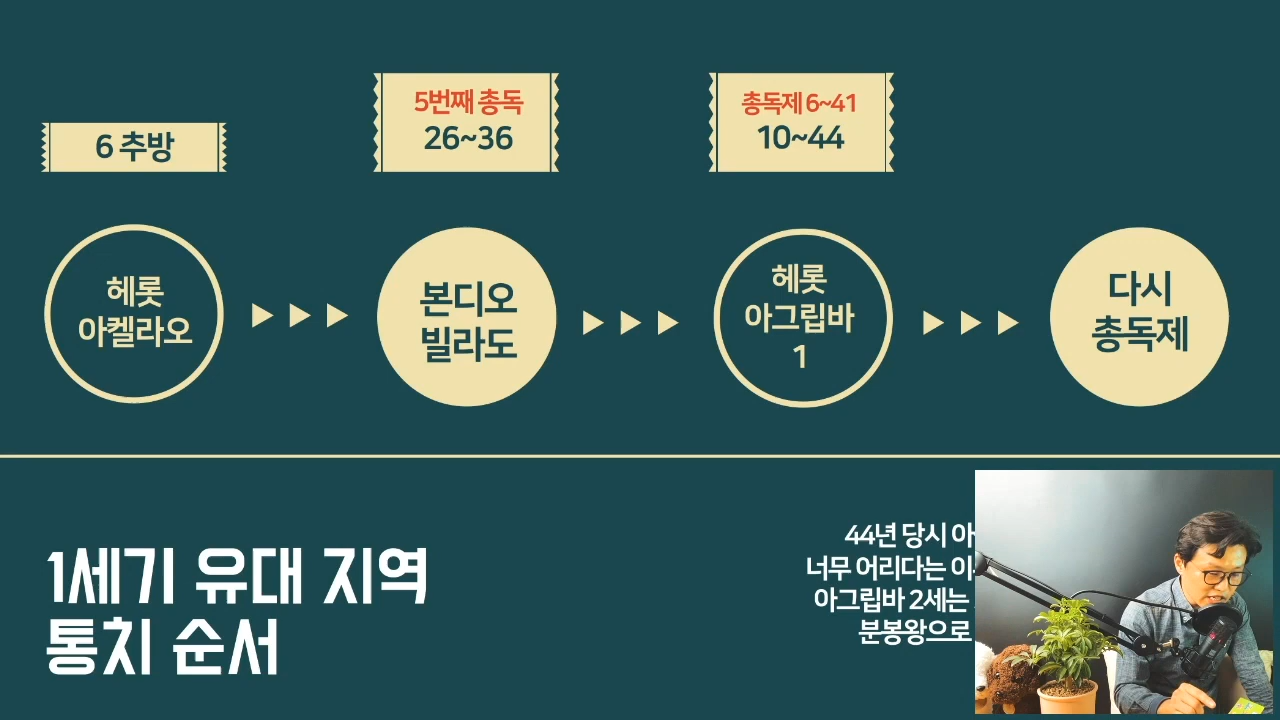 6 추방
5번째 총독
26~36
총독제 6~41
10~44
헤롯
아켈라오
본디오
빌라도
헤롯
아그립바
1
다시
총독제
1세기 유대 지역
통치 순서
44년 당시
너무 어리다는
아그립바 2세는
분봉왕으로